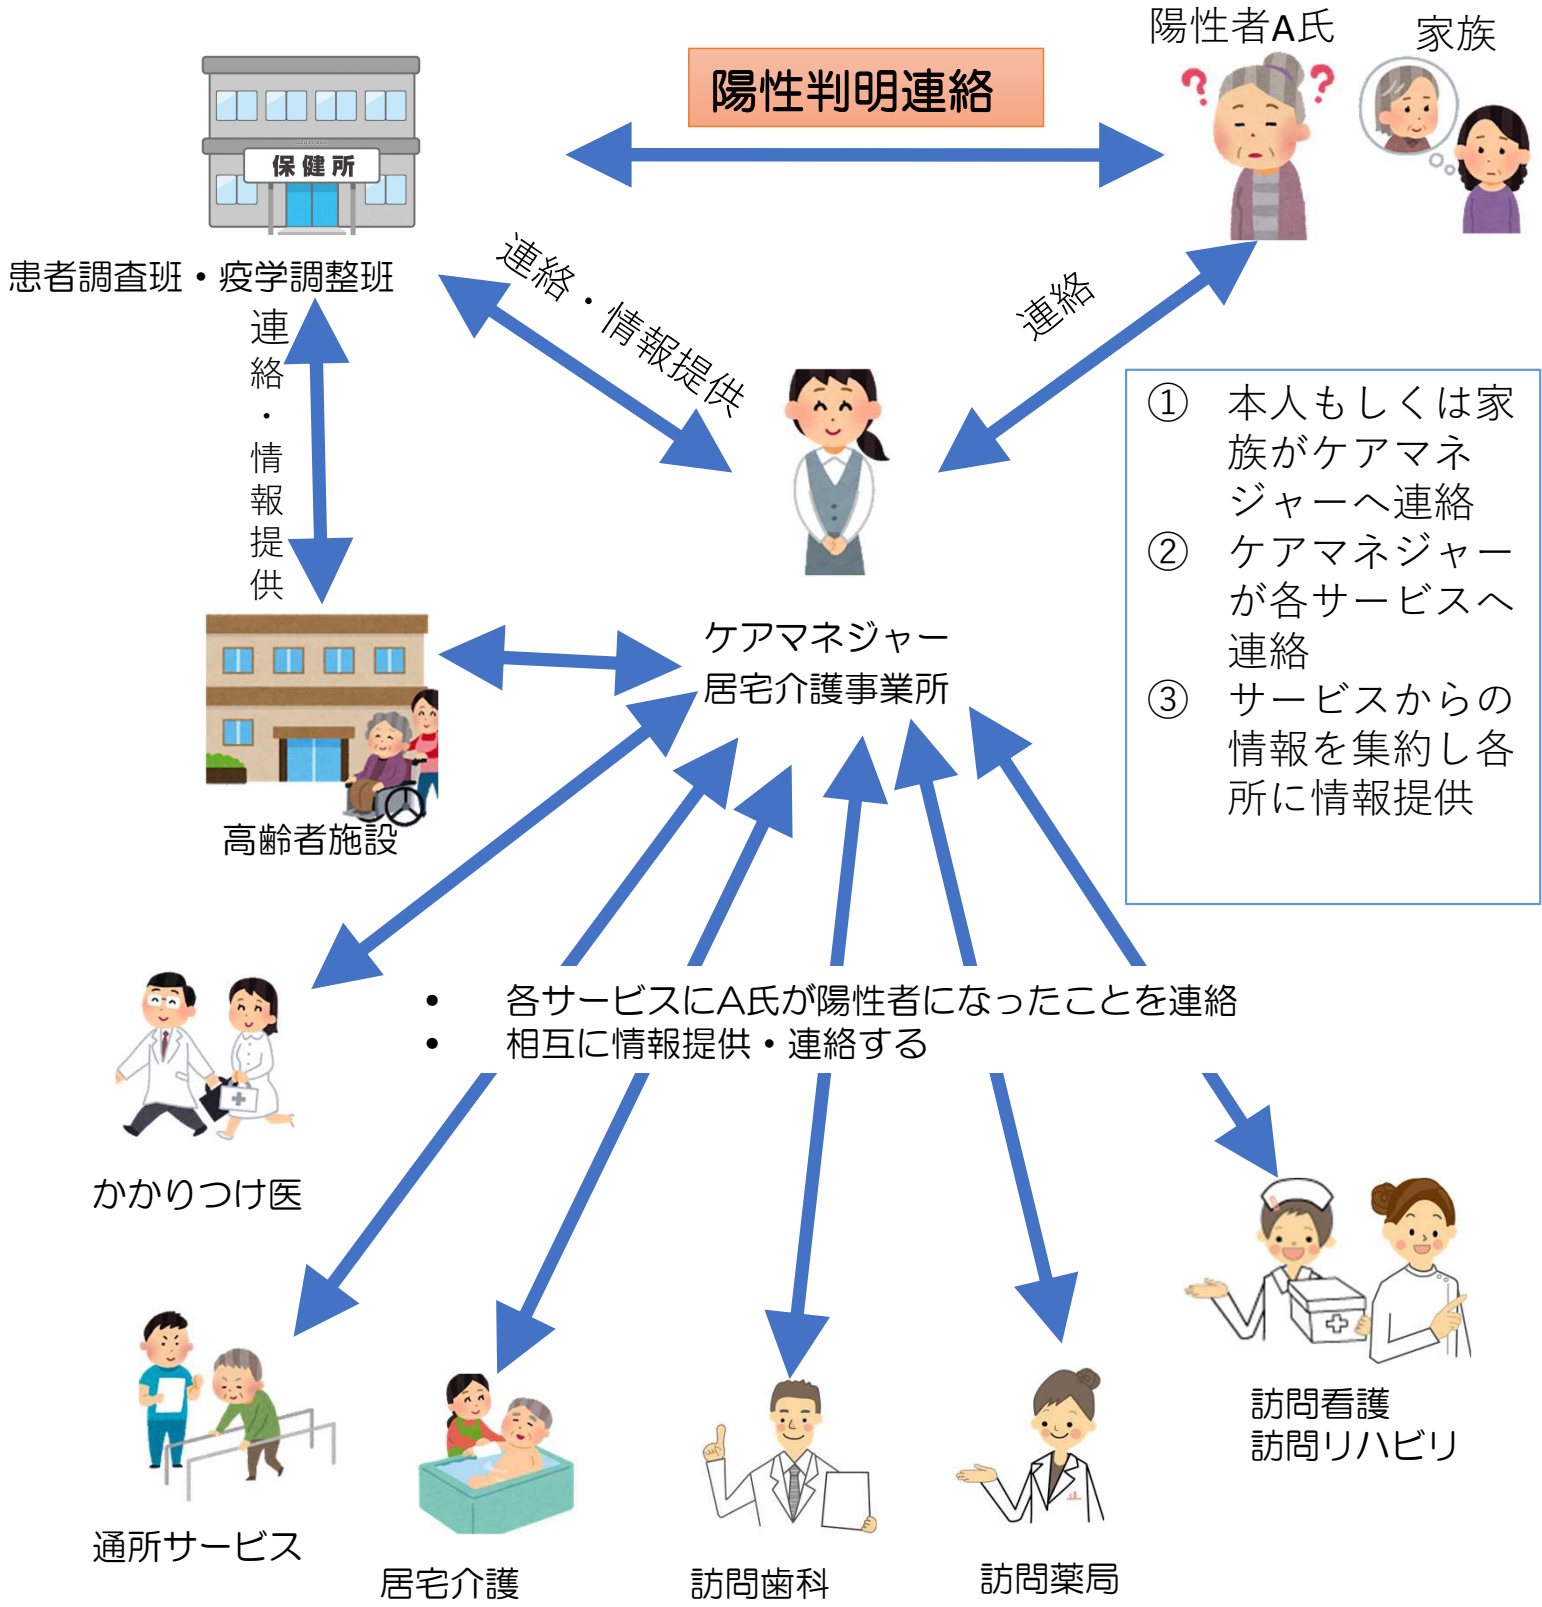 陽性者A氏
家族
陽性判明連絡
保健所
患者調査班・疫学調整班
連絡・情報提供
連絡・情報提供
連絡
ケアマネジャー
居宅介護事業所
高齢者施設
① 本人もしくは家
族がケアマネ
ジャーへ連絡
② ケアマネジャー
が各サービスへ
連絡
③ サービスからの
情報を集約し各
所に情報提供
• 各サービスにA氏が陽性者になったことを連絡
• 相互に情報提供・連絡する
かかりつけ医
通所サービス
居宅介護
訪問歯科
訪問薬局
訪問看護
訪問リハビリ